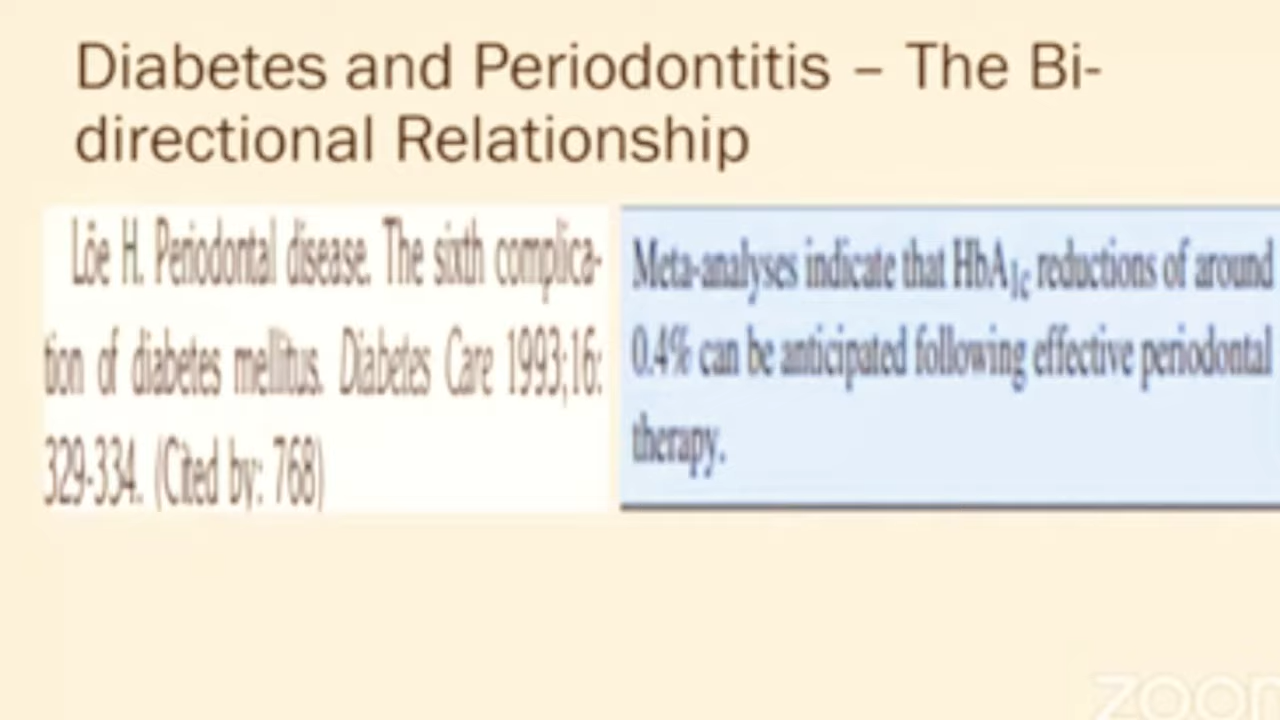 Diabetes and Periodontitis – The Bi-
directional Relationship
Löe H. Periodontal disease. The sixth complica-
tion of diabetes mellitus. Diabetes Care 1993;16:
329-334. (Cited by: 768)
Meta-analyses indicate that HbA1c reductions of around
0.4% can be anticipated following effective periodontal
therapy.
zoom